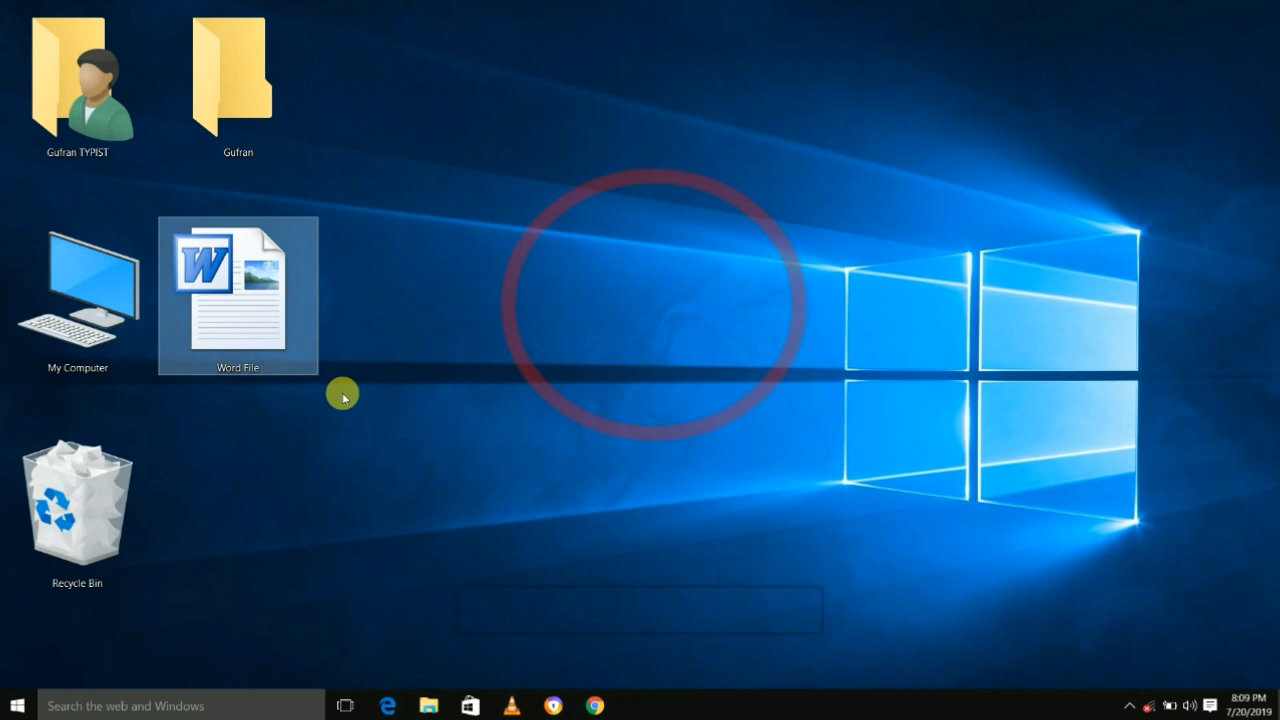 Gufran TYPIST
Gufran
W
My Computer
Word File
Recycle Bin
Search the web and Windows
8:09 PM
7/20/2019